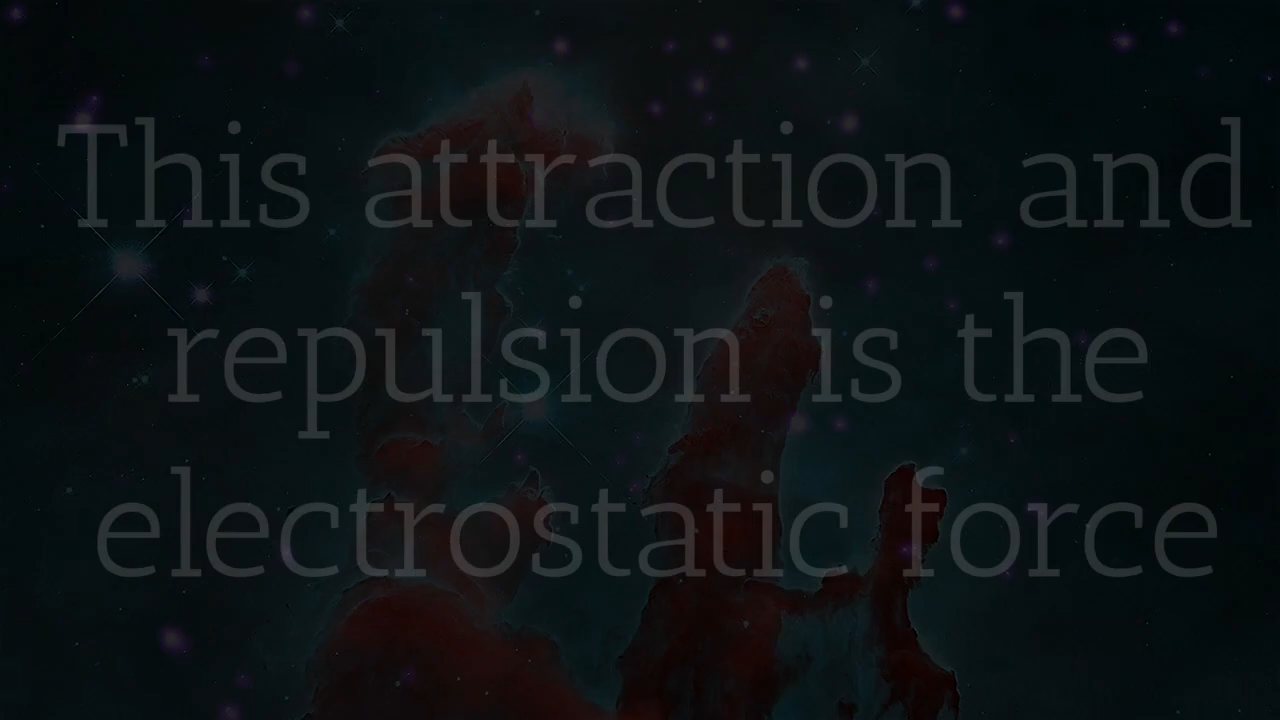 This attraction and
repulsion is the
electrostatic force